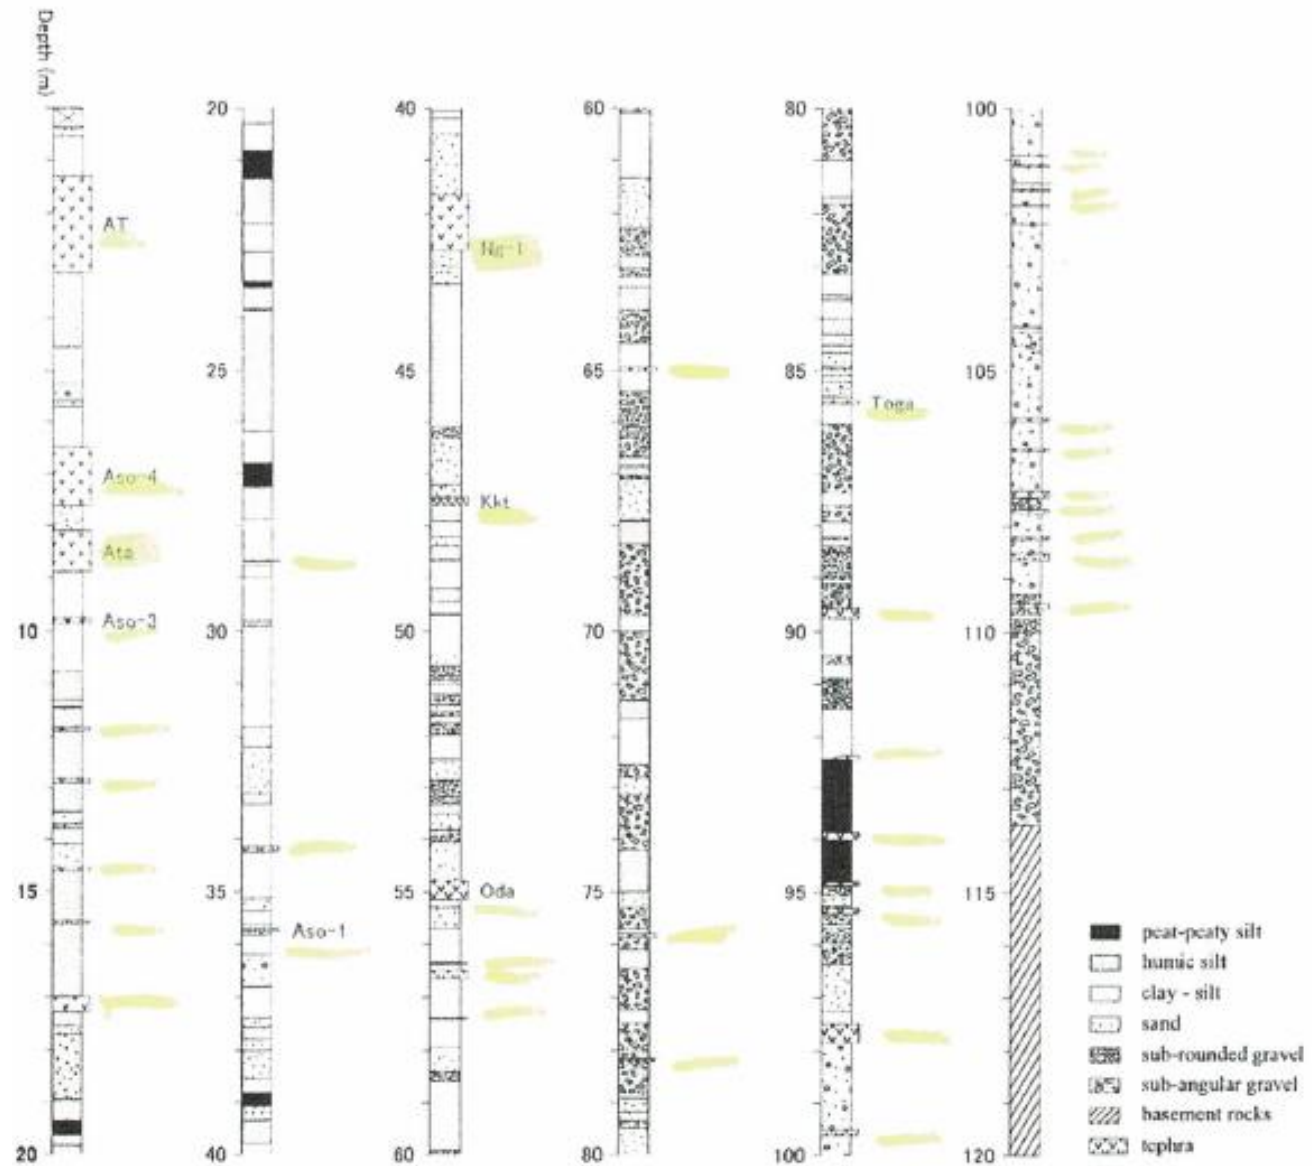 Depth (m)
20
40
60
80
100
AT
Ng-1
25
45
65
85
105
Toga
Aso-4
Kkt
Ata
Aso-3
10
30
50
70
90
110
15
35
55
75
95
115
Oda
Aso-1
peat-peaty silt
humic silt
clay - silt
sand
sub-rounded gravel
sub-angular gravel
basement rocks
tephra
20
40
60
80
100
120